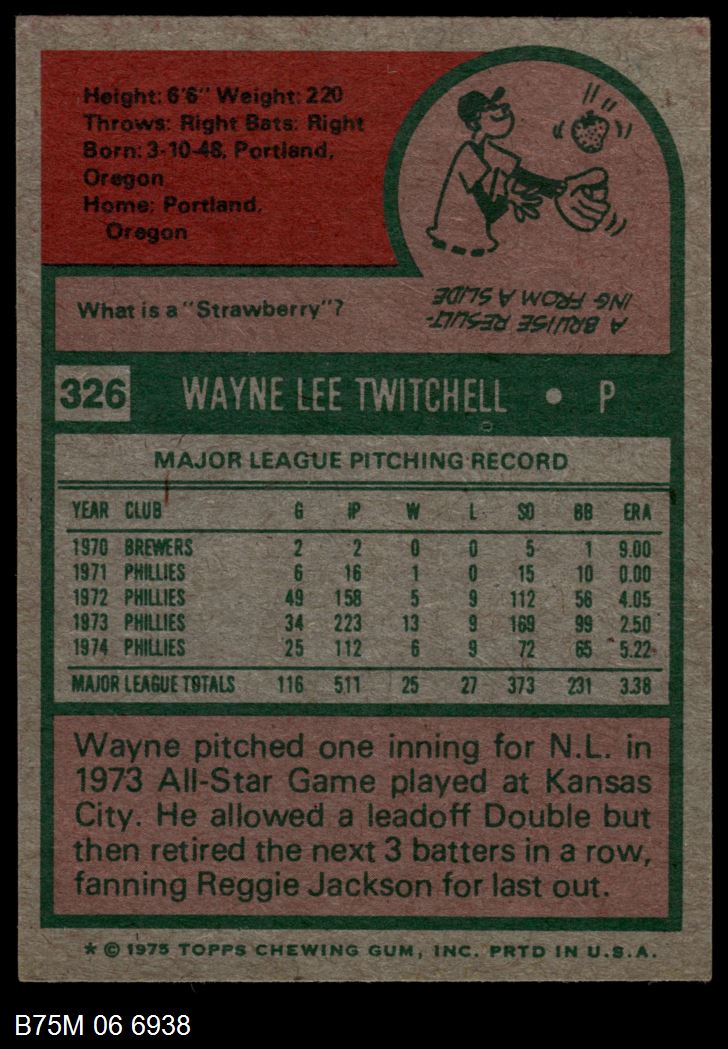 Height: 6'6" Weight: 220
Throws: Right Bats: Right
Born: 3-10-48, Portland,
Oregon
Home: Portland,
Oregon
What is a "Strawberry"?
A BRUISE RESULT-
ING FROM A SLIDE
326 WAYNE LEE TWITCHELL • P
MAJOR LEAGUE PITCHING RECORD
YEAR CLUB G IP W L SO BB ERA
1970 BREWERS 2 2 0 0 5 1 9.00
1971 PHILLIES 6 16 1 0 15 10 0.00
1972 PHILLIES 49 158 5 9 112 56 4.05
1973 PHILLIES 34 223 13 9 169 99 2.50
1974 PHILLIES 25 112 6 9 72 65 5.22
MAJOR LEAGUE TOTALS 116 511 25 27 373 231 3.38
Wayne pitched one inning for N.L. in
1973 All-Star Game played at Kansas
City. He allowed a leadoff Double but
then retired the next 3 batters in a row,
fanning Reggie Jackson for last out.
* © 1975 TOPPS CHEWING GUM, INC. PRTD IN U.S.A.
B75M 06 6938